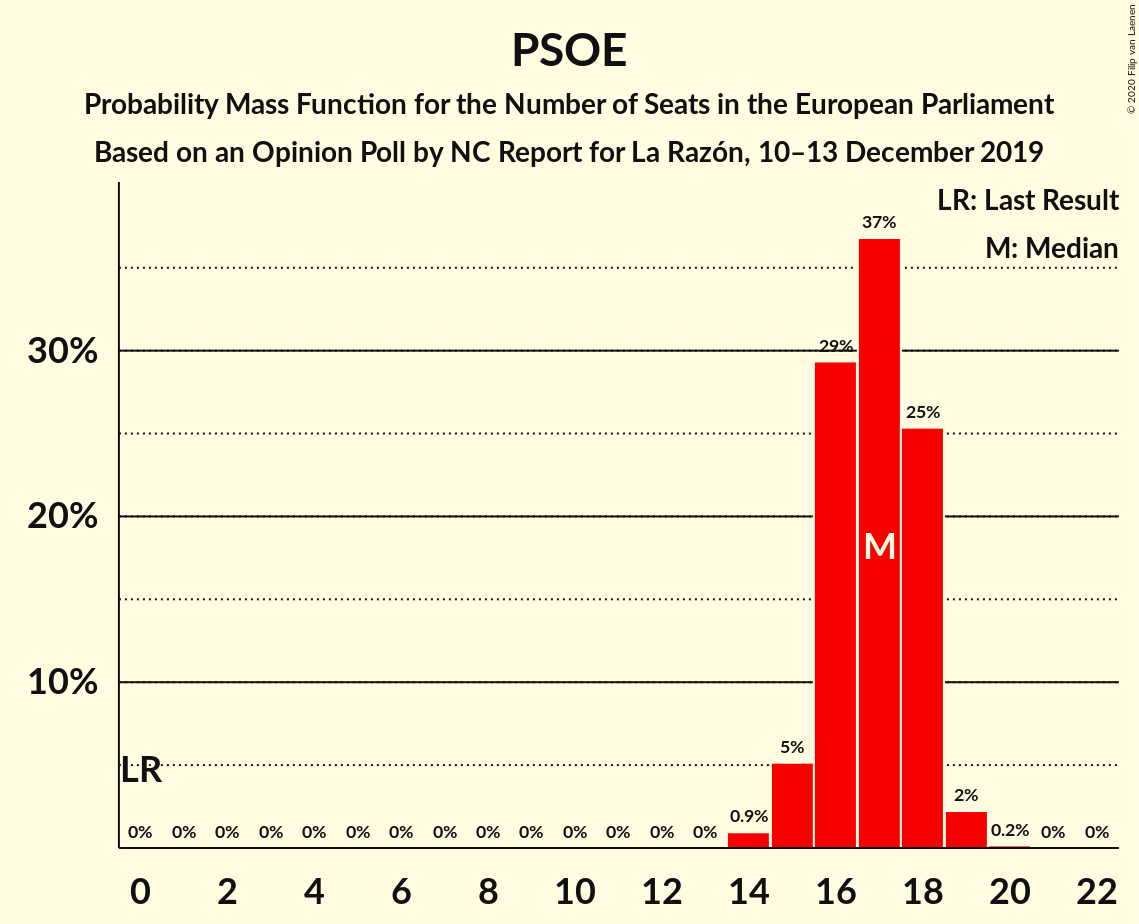 PSOE
Probability Mass Function for the Number of Seats in the European Parliament
Based on an Opinion Poll by NC Report for La Razón, 10–13 December 2019
© 2020 Filip van Laenen
LR: Last Result
M: Median
37%
30%
29%
25%
20%
M
10%
5%
LR
2%
0.9%
0% 0% 0% 0% 0% 0% 0% 0% 0% 0% 0% 0% 0% 0% 0.2% 0% 0%
0 2 4 6 8 10 12 14 16 18 20 22